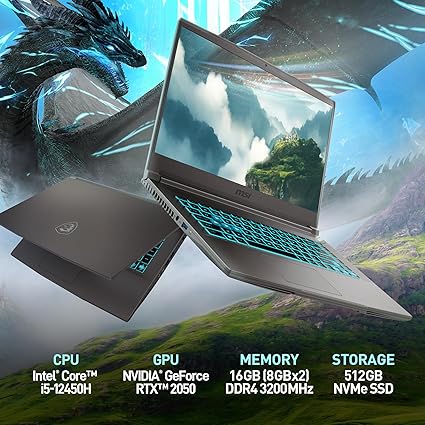 msi
CPU
Intel® Core™
i5-12450H
GPU
NVIDIA® GeForce
RTX™ 2050
MEMORY
16GB (8GBx2)
DDR4 3200MHz
STORAGE
512GB
NVMe SSD